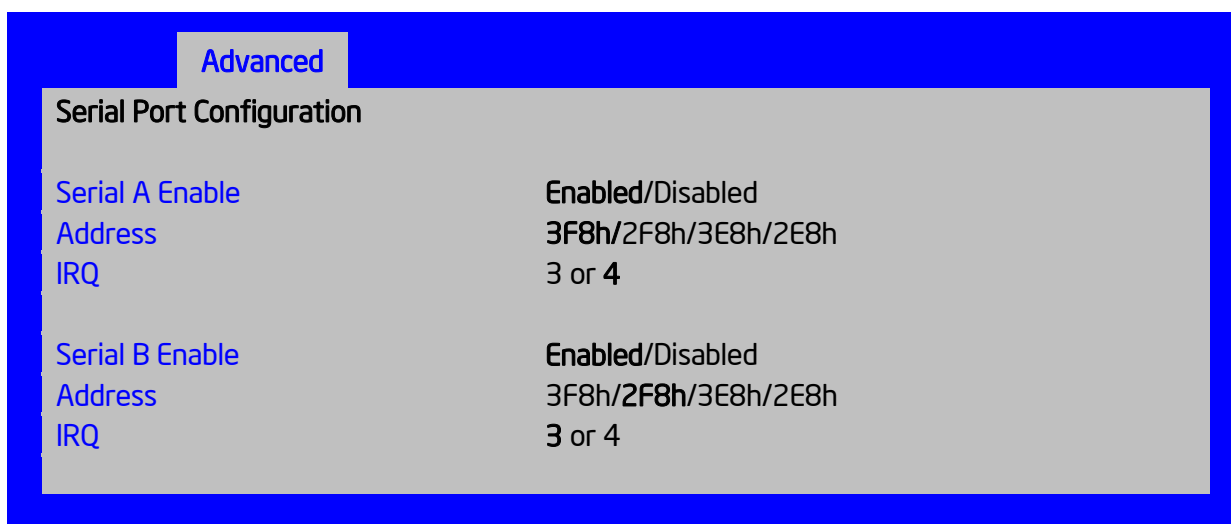 Advanced
Serial Port Configuration
Serial A Enable Enabled/Disabled
Address 3F8h/2F8h/3E8h/2E8h
IRQ 3 or 4
Serial B Enable Enabled/Disabled
Address 3F8h/2F8h/3E8h/2E8h
IRQ 3 or 4